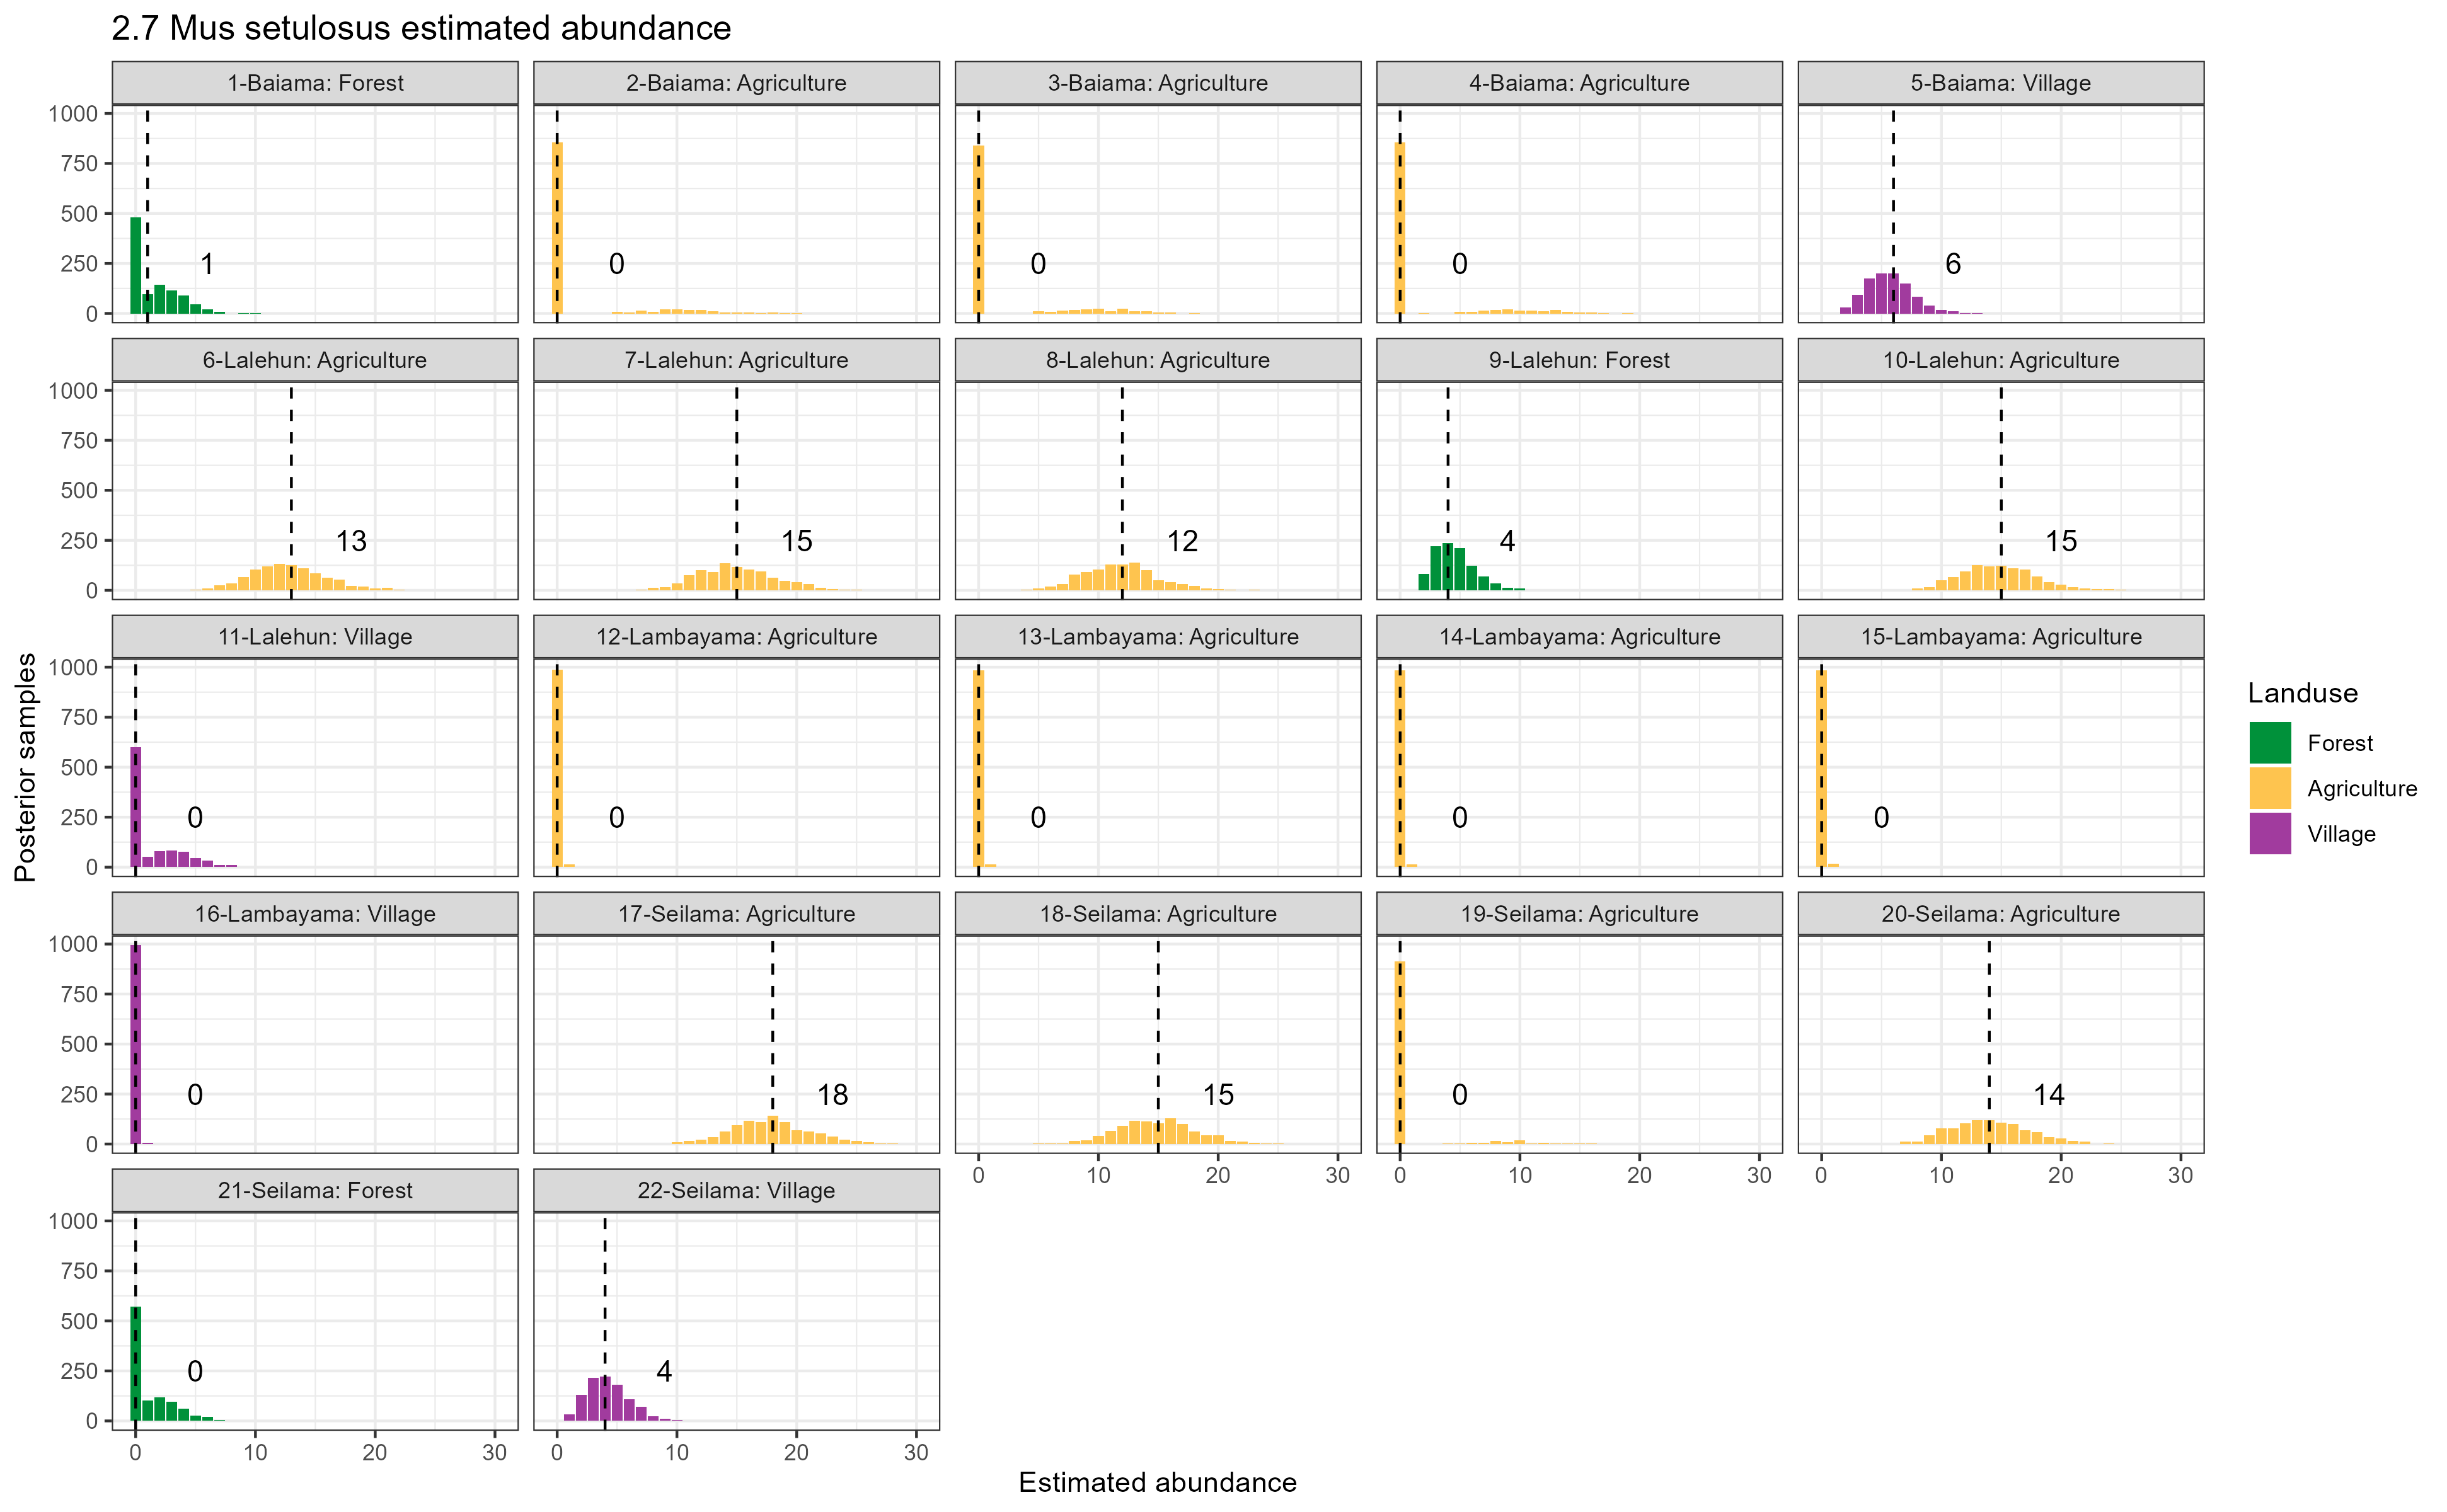 2.7 Mus setulosus estimated abundance
1-Baiama: Forest
2-Baiama: Agriculture
3-Baiama: Agriculture
4-Baiama: Agriculture
5-Baiama: Village
1000
750
500
250
0
1
0
0
0
6
6-Lalehun: Agriculture
7-Lalehun: Agriculture
8-Lalehun: Agriculture
9-Lalehun: Forest
10-Lalehun: Agriculture
1000
750
500
250
0
13
15
12
4
15
11-Lalehun: Village
12-Lambayama: Agriculture
13-Lambayama: Agriculture
14-Lambayama: Agriculture
15-Lambayama: Agriculture
1000
750
500
250
0
0
0
0
0
0
16-Lambayama: Village
17-Seilama: Agriculture
18-Seilama: Agriculture
19-Seilama: Agriculture
20-Seilama: Agriculture
1000
750
500
250
0
0
18
15
0
14
0 10 20 30
0 10 20 30
0 10 20 30
21-Seilama: Forest
22-Seilama: Village
1000
750
500
250
0
0
4
0 10 20 30
0 10 20 30
Estimated abundance
Posterior samples
Landuse
Forest
Agriculture
Village